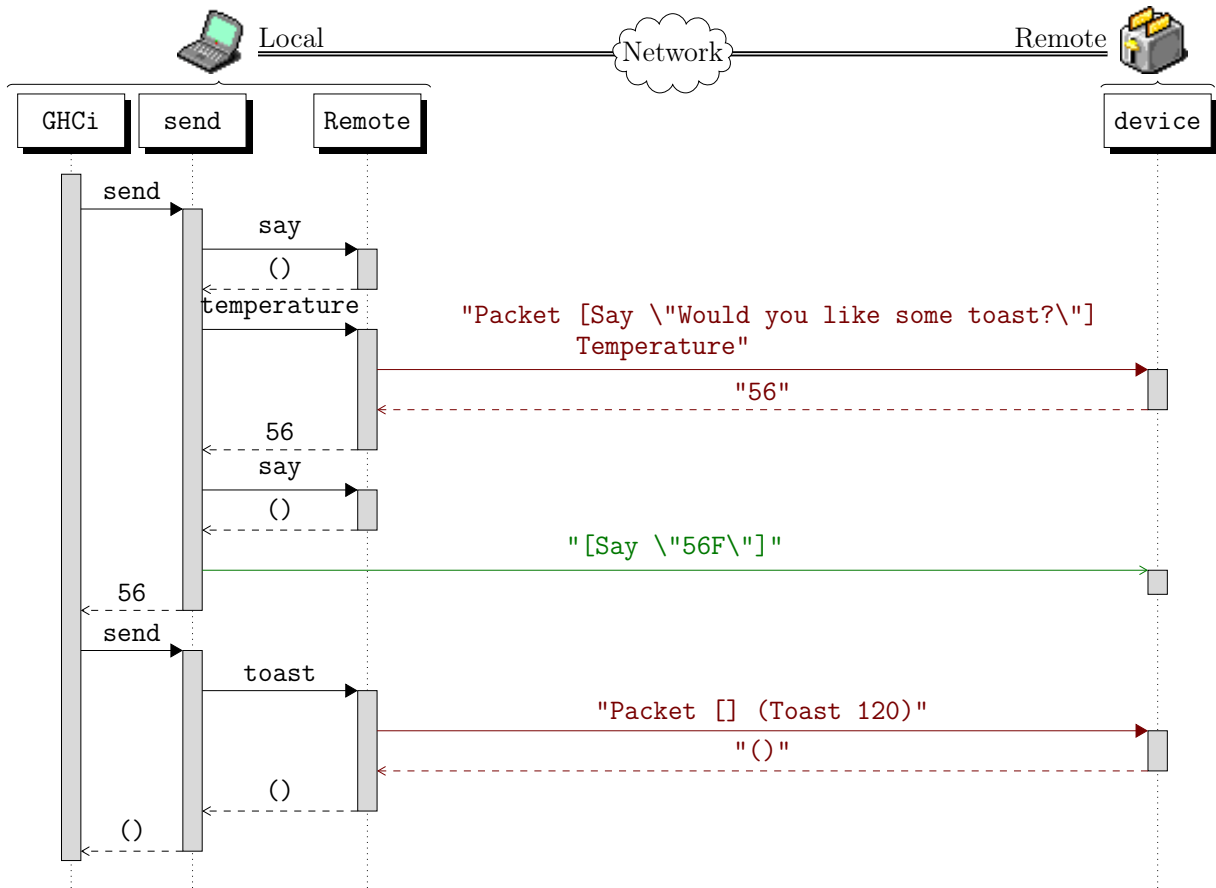 Local
Network
Remote
GHCi
send
Remote
device
send
say
()
temperature
"Packet [Say \"Would you like some toast?\"]
Temperature"
"56"
56
say
()
"[Say \"56F\"]"
56
send
toast
"Packet [] (Toast 120)"
"()"
()
()